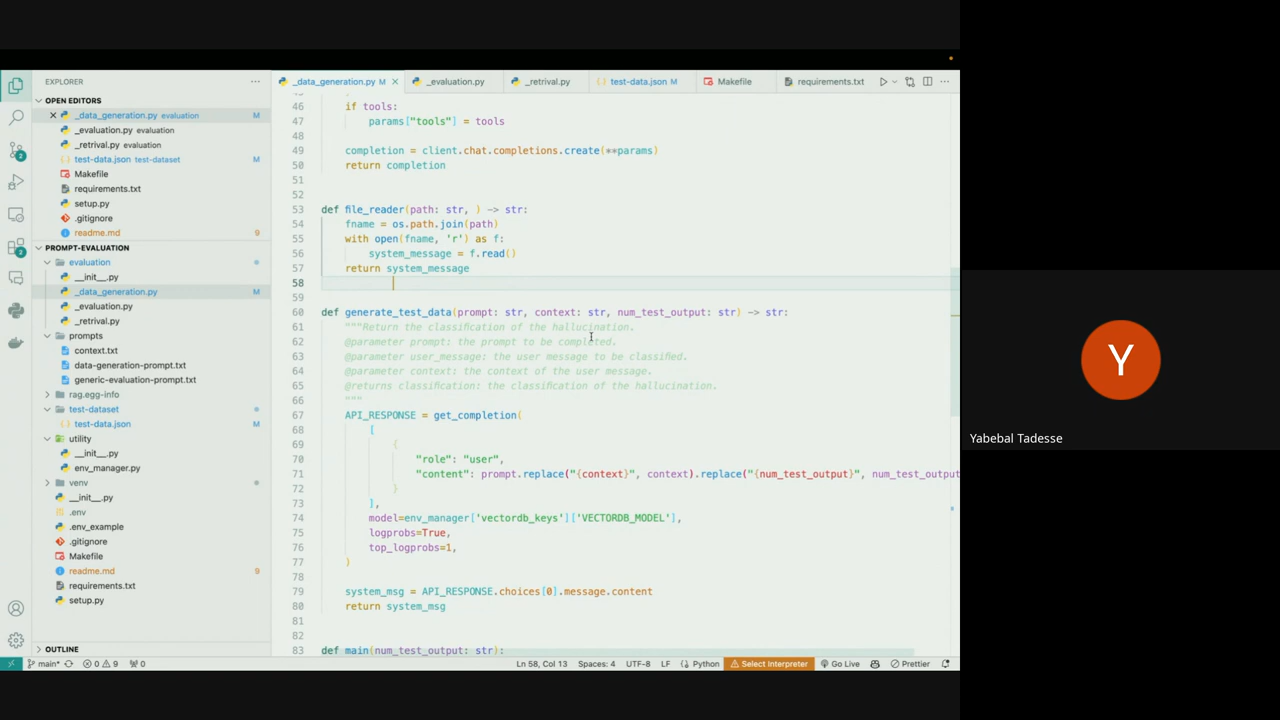 EXPLORER
OPEN EDITORS
_data_generation.py evaluation M
_evaluation.py evaluation
_retrival.py evaluation
test-data.json test-dataset M
Makefile
requirements.txt
setup.py
.gitignore
readme.md 9
PROMPT-EVALUATION
evaluation
__init__.py
_data_generation.py M
_evaluation.py
_retrival.py
prompts
context.txt
data-generation-prompt.txt
generic-evaluation-prompt.txt
rag.egg-info
test-dataset
test-data.json M
utility
__init__.py
env_manager.py
venv
__init__.py
.env
.env_example
.gitignore
Makefile
readme.md 9
requirements.txt
setup.py
OUTLINE
_data_generation.py M
_evaluation.py
_retrival.py
test-data.json M
Makefile
requirements.txt
46 if tools:
47 params["tools"] = tools
48
49 completion = client.chat.completions.create(**params)
50 return completion
51
52
53 def file_reader(path: str, ) -> str:
54 fname = os.path.join(path)
55 with open(fname, 'r') as f:
56 system_message = f.read()
57 return system_message
58
59
60 def generate_test_data(prompt: str, context: str, num_test_output: str) -> str:
61 """Return the classification of the hallucination.
62 @parameter prompt: the prompt to be completed.
63 @parameter user_message: the user message to be classified.
64 @parameter context: the context of the user message.
65 @returns classification: the classification of the hallucination.
66 """
67 API_RESPONSE = get_completion(
68 [
69 {
70 "role": "user",
71 "content": prompt.replace("{context}", context).replace("{num_test_output}", num_test_output
72 }
73 ],
74 model=env_manager['vectordb_keys']['VECTORDB_MODEL'],
75 logprobs=True,
76 top_logprobs=1,
77 )
78
79 system_msg = API_RESPONSE.choices[0].message.content
80 return system_msg
81
82
83 def main(num_test_output: str):
main* 0 9 0 Ln 58, Col 13 Spaces: 4 UTF-8 LF Python Select Interpreter Go Live Prettier
2
2
Y
Yabebal Tadesse